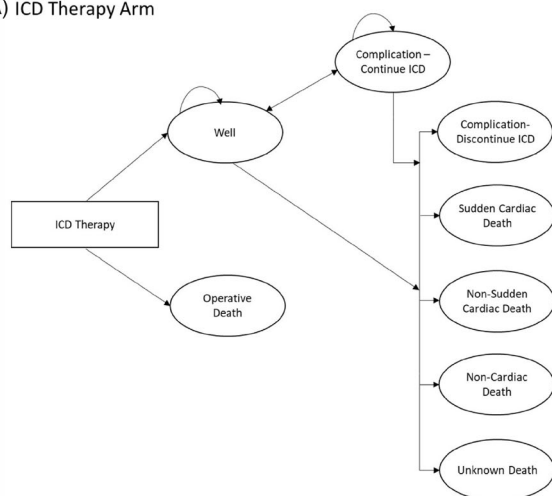 ) ICD Therapy Arm
Complication –
Continue ICD
Well
Complication-
Discontinue ICD
ICD Therapy
Sudden Cardiac
Death
Operative
Death
Non-Sudden
Cardiac Death
Non-Cardiac
Death
Unknown Death